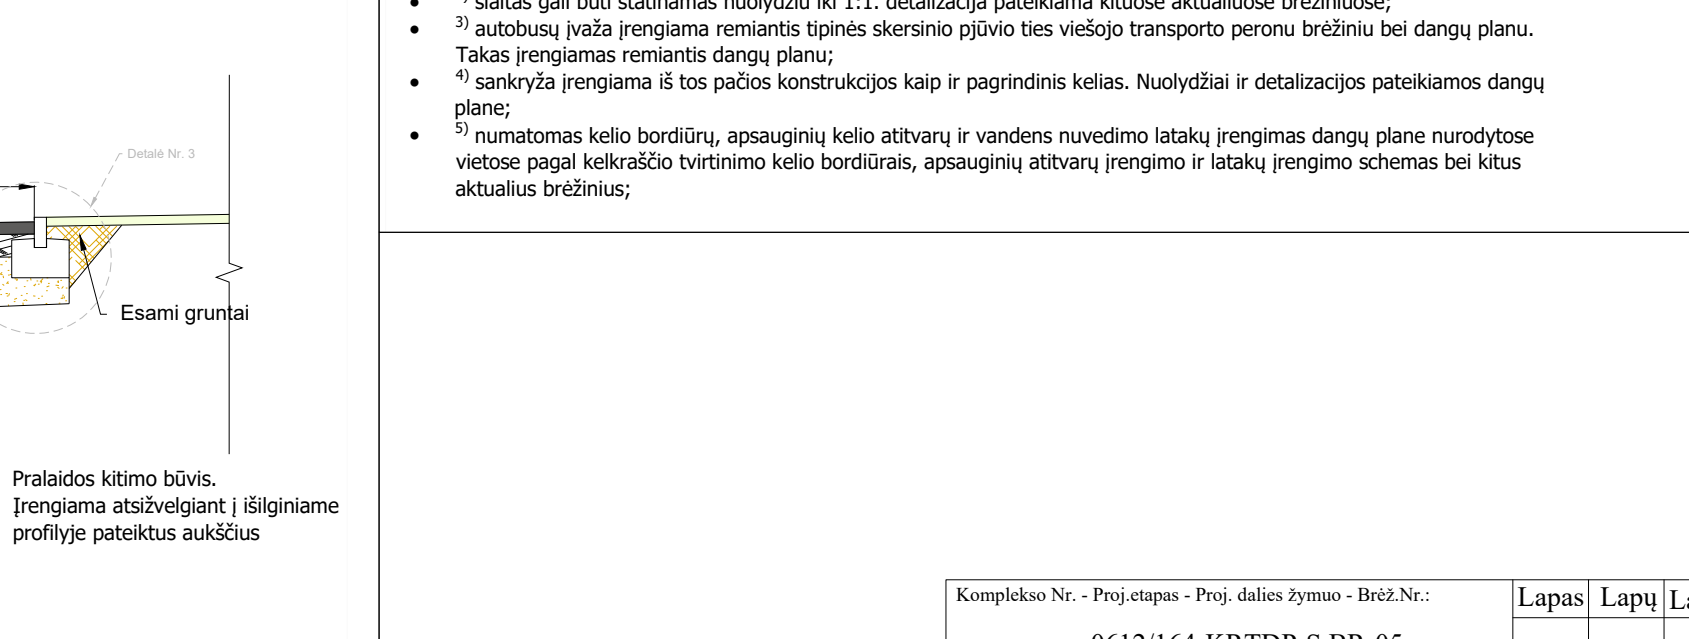 šlaitas gali būti statinamas nuolydžiu iki 1:1. detalizacija pateikiama kituose aktualiuose brėžiniuose;
3) autobusų įvaža įrengiama remiantis tipinės skersinio pjūvio ties viešojo transporto peronu brėžiniu bei dangų planu.
Takas įrengiamas remiantis dangų planu;
4) sankryža įrengiama iš tos pačios konstrukcijos kaip ir pagrindinis kelias. Nuolydžiai ir detalizacijos pateikiamos dangų
plane;
5) numatomas kelio bordiūrų, apsauginių kelio atitvarų ir vandens nuvedimo latakų įrengimas dangų plane nurodytose
vietose pagal kelkraščio tvirtinimo kelio bordiūrais, apsauginių atitvarų įrengimo ir latakų įrengimo schemas bei kitus
aktualius brėžinius;
Detalė Nr. 3
Esami gruntai
Pralaidos kitimo būvis.
Įrengiama atsižvelgiant į išilginiame
profilyje pateiktus aukščius
Komplekso Nr. - Proj.etapas - Proj. dalies žymuo - Brėž.Nr.:
Lapas Lapų